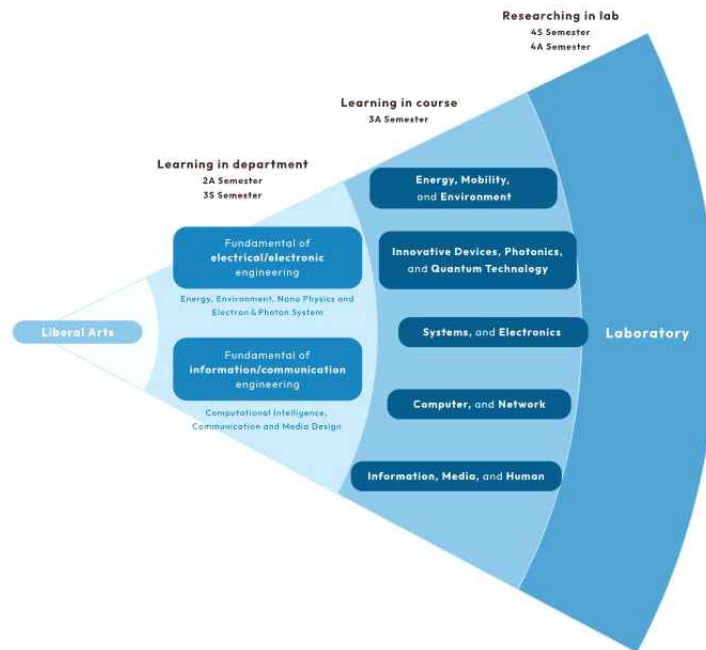 Researching in lab
4S Semester
4A Semester
Learning in course
3A Semester
Learning in department
2A Semester
3S Semester
Liberal Arts
Fundamental of
electrical/electronic
engineering
Energy, Environment, Nano Physics and
Electron & Photon System
Fundamental of
information/communication
engineering
Computational Intelligence,
Communication and Media Design
Energy, Mobility,
and Environment
Innovative Devices, Photonics,
and Quantum Technology
Systems, and Electronics
Computer, and Network
Information, Media, and Human
Laboratory